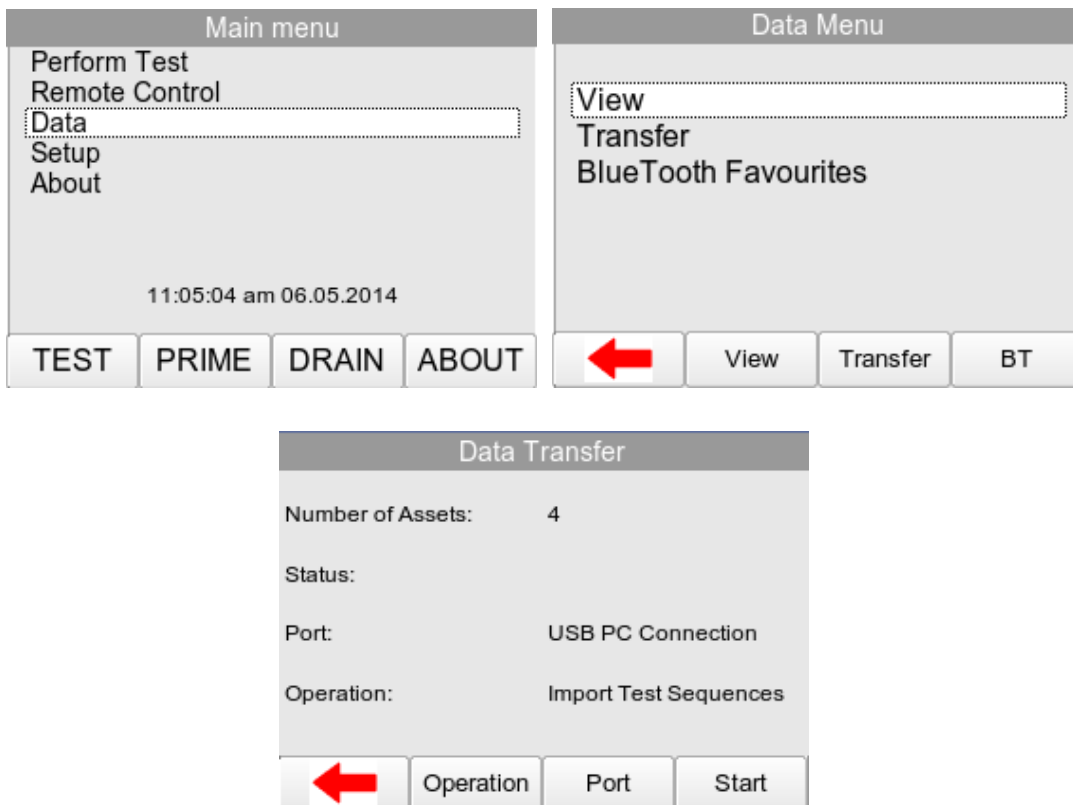 Main menu
Perform Test
Remote Control
Data
Setup
About
11:05:04 am 06.05.2014
TEST PRIME DRAIN ABOUT
Data Menu
View
Transfer
BlueTooth Favourites
View Transfer BT
Data Transfer
Number of Assets: 4
Status:
Port: USB PC Connection
Operation: Import Test Sequences
Operation Port Start